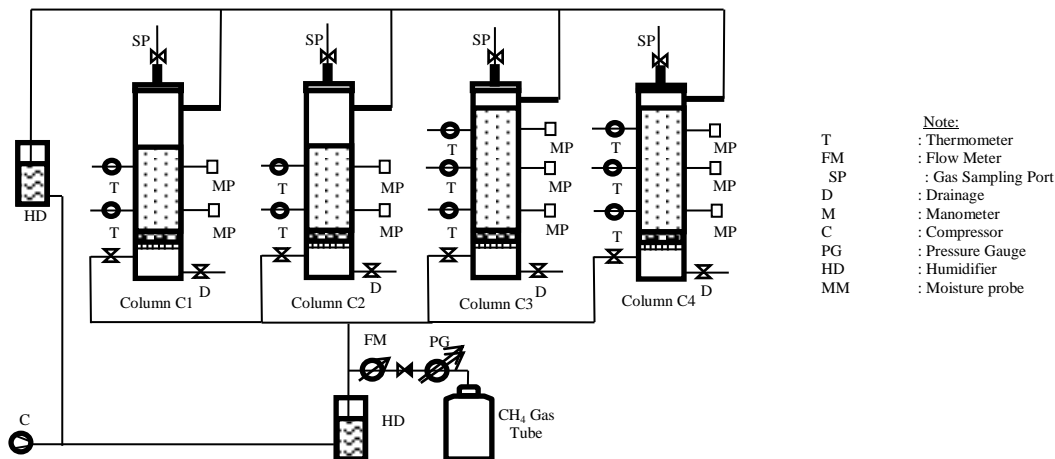 SP
SP
SP
SP
T
MP
T
MP
T
MP
T
MP
T
MP
T
MP
T
MP
T
MP
T
MP
T
MP
HD
D
D
D
D
Column C1
Column C2
Column C3
Column C4
FM
PG
C
HD
CH4 Gas
Tube
Note:
T : Thermometer
FM : Flow Meter
SP : Gas Sampling Port
D : Drainage
M : Manometer
C : Compressor
PG : Pressure Gauge
HD : Humidifier
MM : Moisture probe